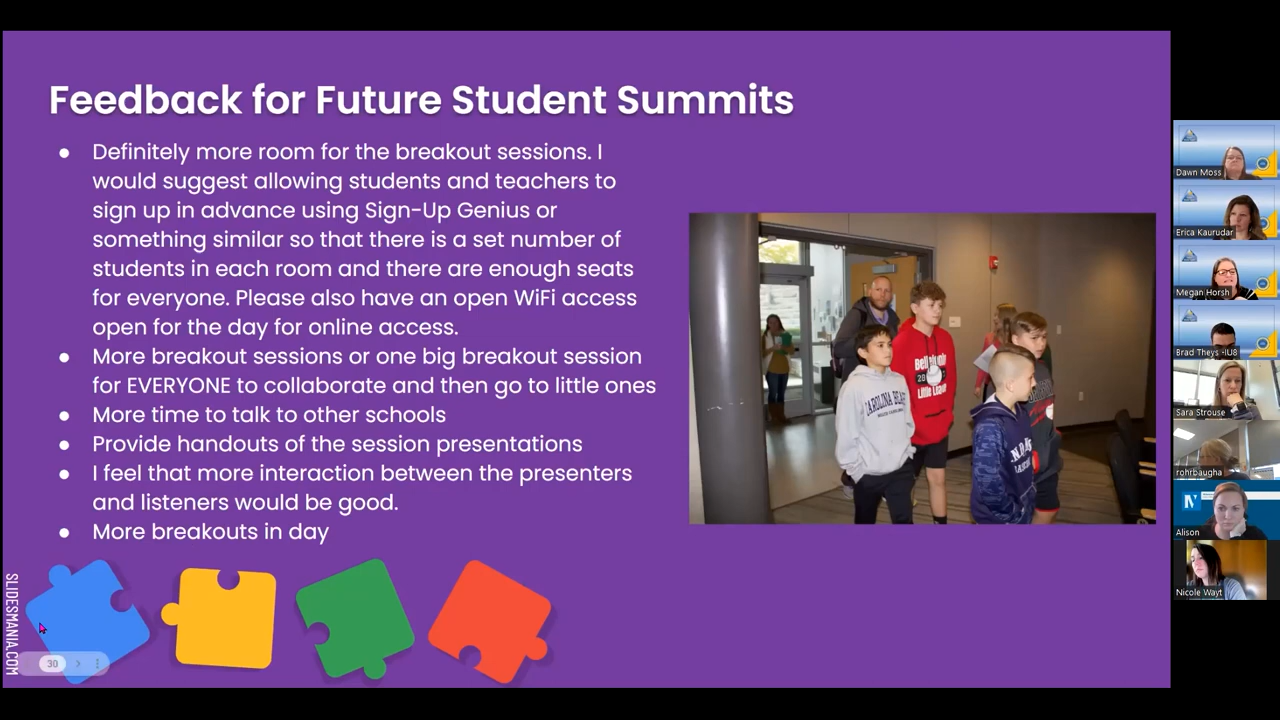 Feedback for Future Student Summits
● Definitely more room for the breakout sessions. I
would suggest allowing students and teachers to
sign up in advance using Sign-Up Genius or
something similar so that there is a set number of
students in each room and there are enough seats
for everyone. Please also have an open WiFi access
open for the day for online access.
● More breakout sessions or one big breakout session
for EVERYONE to collaborate and then go to little ones
● More time to talk to other schools
● Provide handouts of the session presentations
● I feel that more interaction between the presenters
and listeners would be good.
● More breakouts in day
SLIDESMANIA.COM
30
CAROLINA
Little League
Dawn Moss
Erica Kaurudar
Megan Horsh
Brad Theys -IU8
Sara Strouse
rohrbaugha
N
Alison
Nicole Wayt